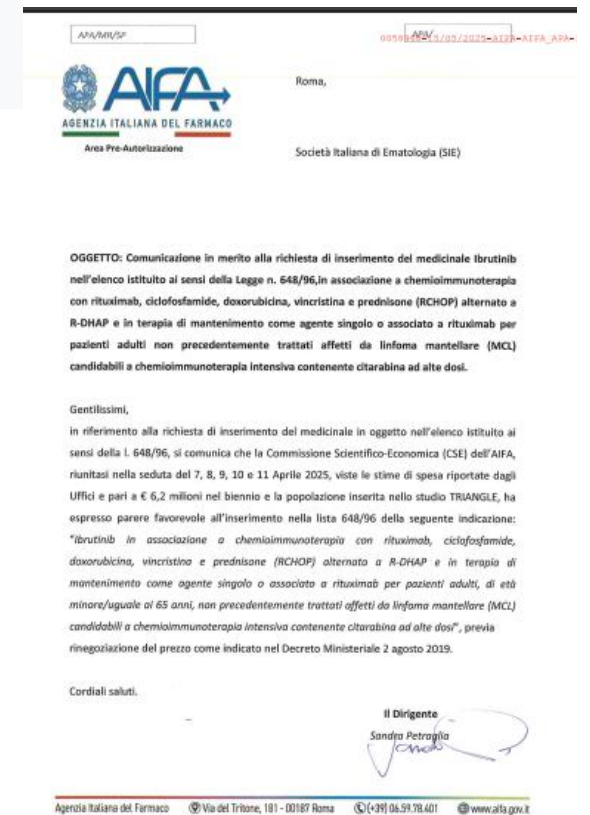 APA/MR/SP
APA/
0058948-15/05/2025-AIFA-AIFA_APA-
AIFA
AGENZIA ITALIANA DEL FARMACO
Area Pre-Autorizzazione
Roma,
Società Italiana di Ematologia (SIE)
OGGETTO: Comunicazione in merito alla richiesta di inserimento del medicinale Ibrutinib
nell'elenco istituito ai sensi della Legge n. 648/96,in associazione a chemioimmunoterapia
con rituximab, ciclofosfamide, doxorubicina, vincristina e prednisone (RCHOP) alternato a
R-DHAP e in terapia di mantenimento come agente singolo o associato a rituximab per
pazienti adulti non precedentemente trattati affetti da linfoma mantellare (MCL)
candidabili a chemioimmunoterapia intensiva contenente citarabina ad alte dosi.
Gentilissimi,
in riferimento alla richiesta di inserimento del medicinale in oggetto nell'elenco istituito ai
sensi della l. 648/96, si comunica che la Commissione Scientifico-Economica (CSE) dell'AIFA,
riunitasi nella seduta del 7, 8, 9, 10 e 11 Aprile 2025, viste le stime di spesa riportate dagli
Uffici e pari a € 6,2 milioni nel biennio e la popolazione inserita nello studio TRIANGLE, ha
espresso parere favorevole all'inserimento nella lista 648/96 della seguente indicazione:
"Ibrutinib in associazione a chemioimmunoterapia con rituximab, ciclofosfamide,
doxorubicina, vincristina e prednisone (RCHOP) alternato a R-DHAP e in terapia di
mantenimento come agente singolo o associato a rituximab per pazienti adulti, di età
minore/uguale ai 65 anni, non precedentemente trattati affetti da linfoma mantellare (MCL)
candidabili a chemioimmunoterapia intensiva contenente citarabina ad alte dosi", previa
rinegoziazione del prezzo come indicato nel Decreto Ministeriale 2 agosto 2019.
Cordiali saluti.
Il Dirigente
Sandra Petraglia
Agenzia Italiana del Farmaco Via del Tritone, 181 - 00187 Roma (+39) 06.59.78.401 www.aifa.gov.it